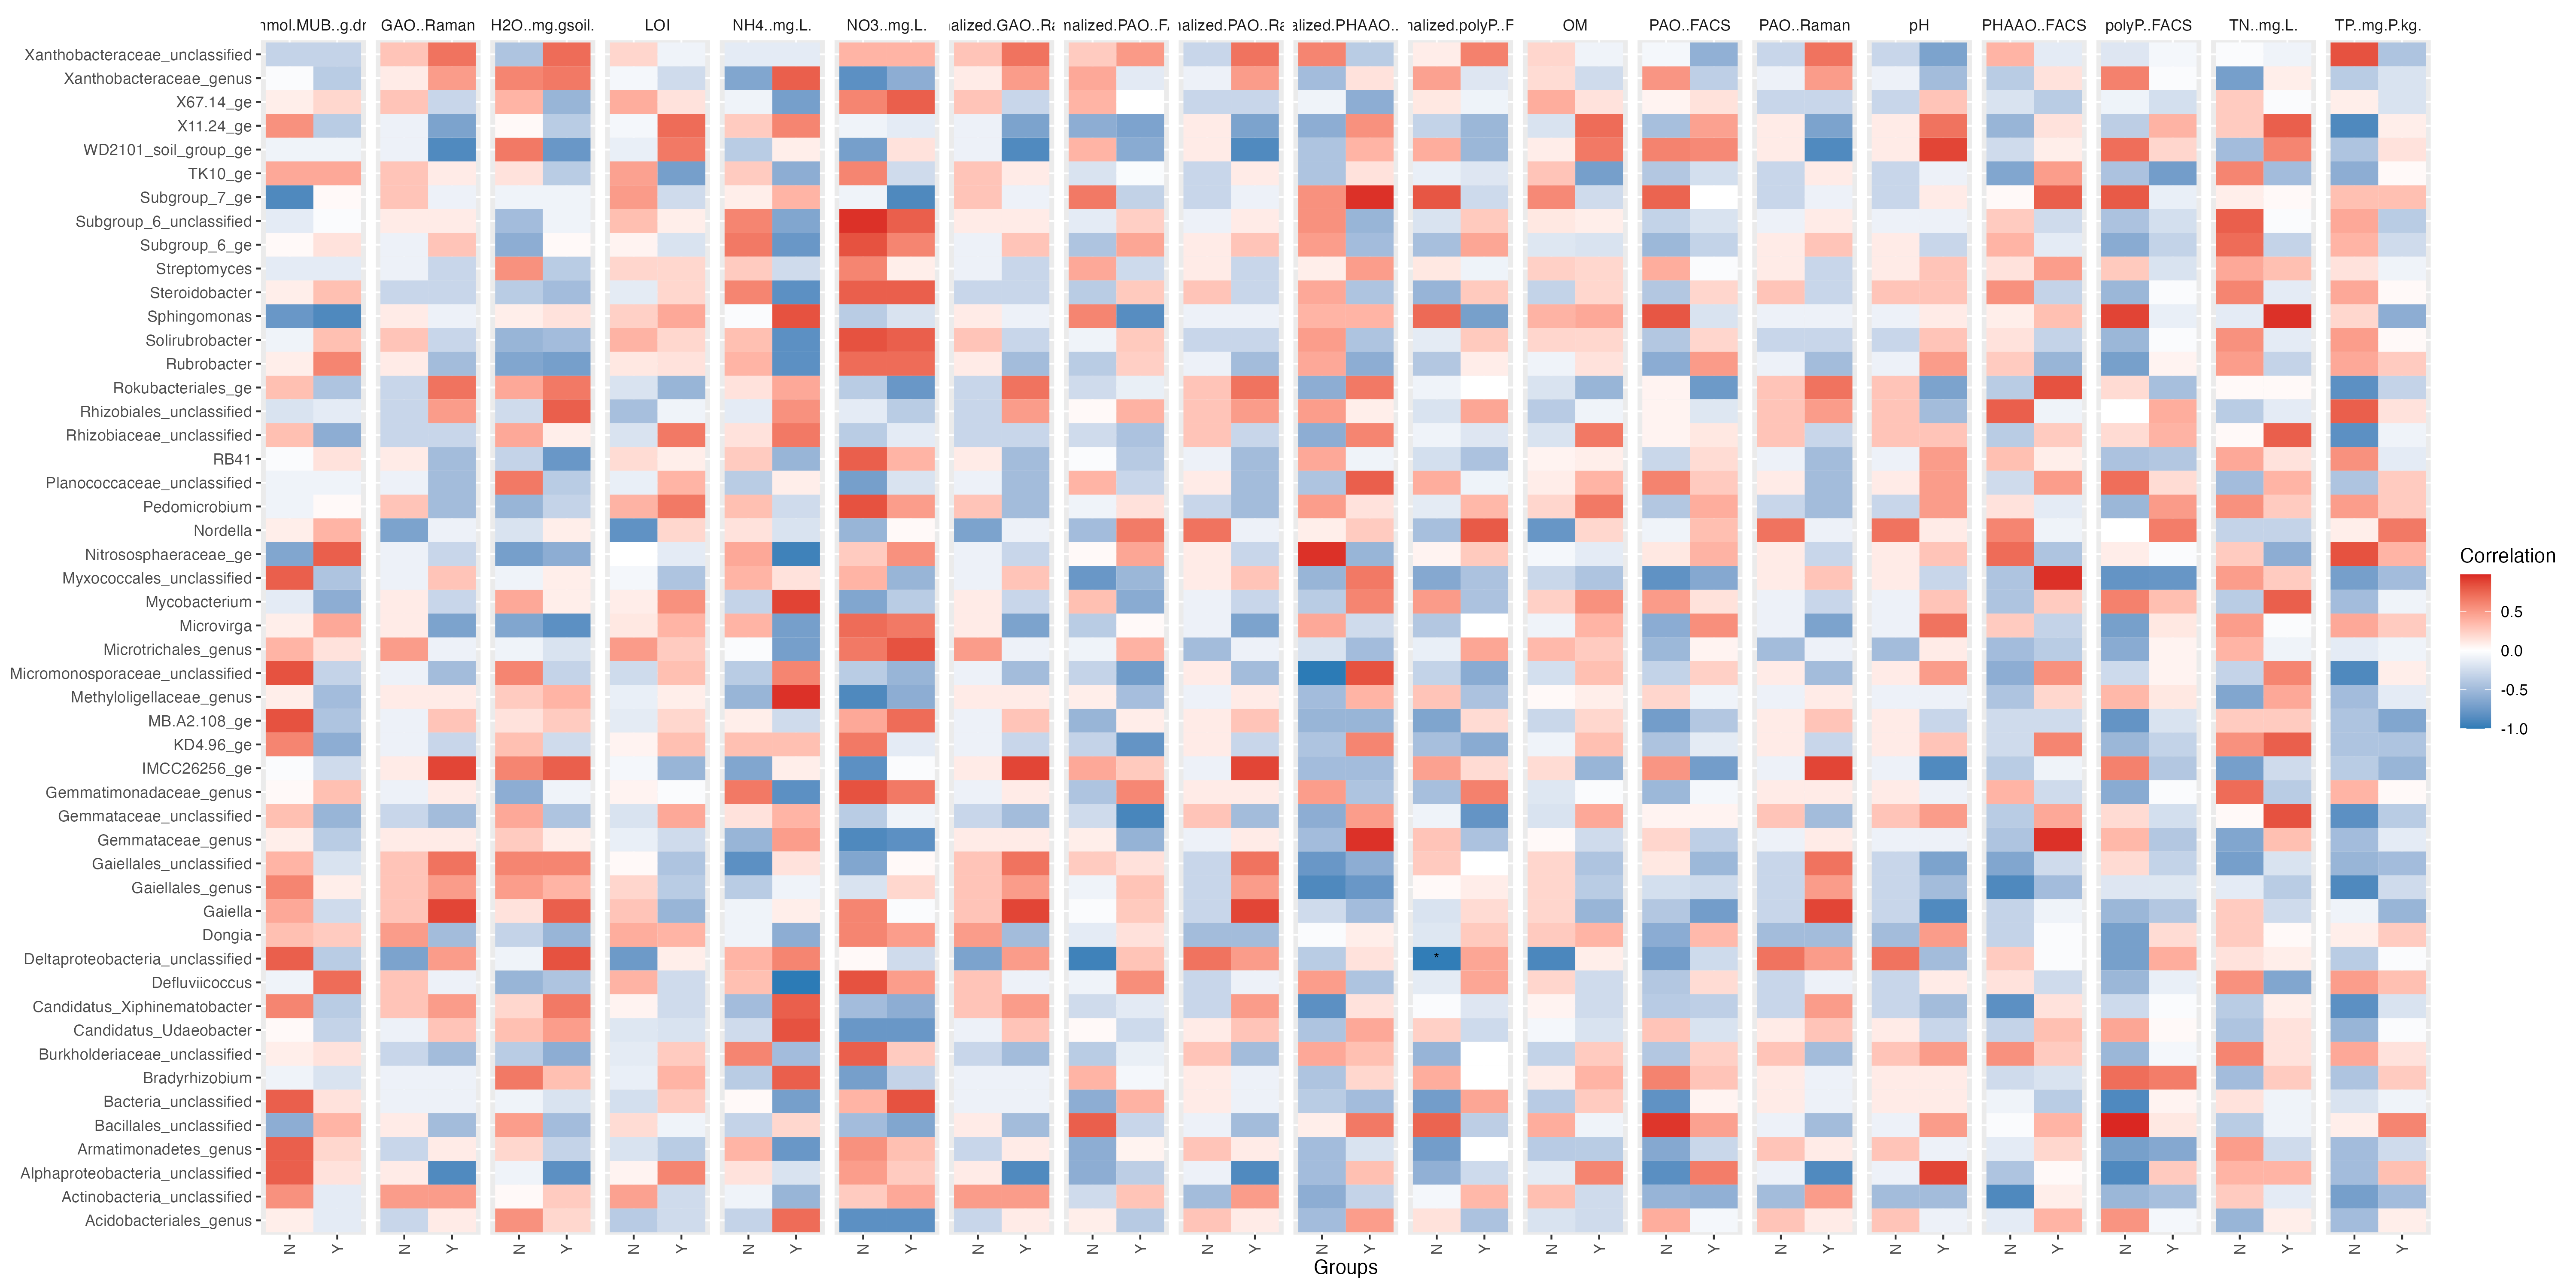 nmol.MUB..g.dr GAO..Raman H2O..mg.gsoil. LOI NH4..mg.L. NO3..mg.L. nalized.GAO..Ra nalized.PAO..FA nalized.PAO..Ra alized.PHAAO.. nalized.polyP..F OM PAO..FACS PAO..Raman pH PHAAO..FACS polyP..FACS TN..mg.L. TP..mg.P.kg.
Xanthobacteraceae_unclassified
Xanthobacteraceae_genus
X67.14_ge
X11.24_ge
WD2101_soil_group_ge
TK10_ge
Subgroup_7_ge
Subgroup_6_unclassified
Subgroup_6_ge
Streptomyces
Steroidobacter
Sphingomonas
Solirubrobacter
Rubrobacter
Rokubacteriales_ge
Rhizobiales_unclassified
Rhizobiaceae_unclassified
RB41
Planococcaceae_unclassified
Pedomicrobium
Nordella
Nitrososphaeraceae_ge
Myxococcales_unclassified
Mycobacterium
Microvirga
Microtrichales_genus
Micromonosporaceae_unclassified
Methyloligellaceae_genus
MB.A2.108_ge
KD4.96_ge
IMCC26256_ge
Gemmatimonadaceae_genus
Gemmataceae_unclassified
Gemmataceae_genus
Gaiellales_unclassified
Gaiellales_genus
Gaiella
Dongia
Deltaproteobacteria_unclassified *
Defluviicoccus
Candidatus_Xiphinematobacter
Candidatus_Udaeobacter
Burkholderiaceae_unclassified
Bradyrhizobium
Bacteria_unclassified
Bacillales_unclassified
Armatimonadetes_genus
Alphaproteobacteria_unclassified
Actinobacteria_unclassified
Acidobacteriales_genus
N Y N Y N Y N Y N Y N Y N Y N Y N Y N Y N Y N Y N Y N Y N Y N Y N Y N Y N Y
Groups
Correlation
0.5
0.0
-0.5
-1.0